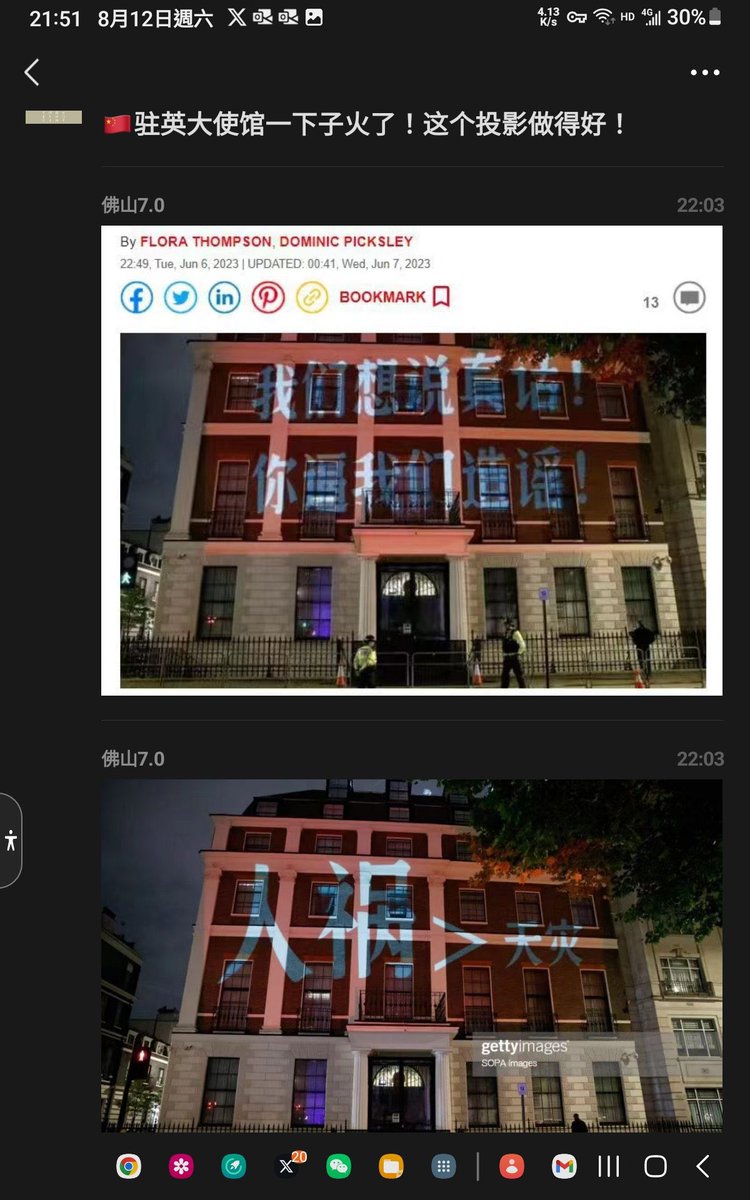 21:51 8月12日週六
4.13 K/s HD 4G 30%
🇨🇳驻英大使馆一下子火了！这个投影做得好！
佛山7.0 22:03
By FLORA THOMPSON, DOMINIC PICKSLEY
22:49, Tue, Jun 6, 2023 | UPDATED: 00:41, Wed, Jun 7, 2023
BOOKMARK 13
我们想说真话！
你逼我们造谣！
佛山7.0 22:03
人祸>天灾
gettyimages
SOPA Images
20